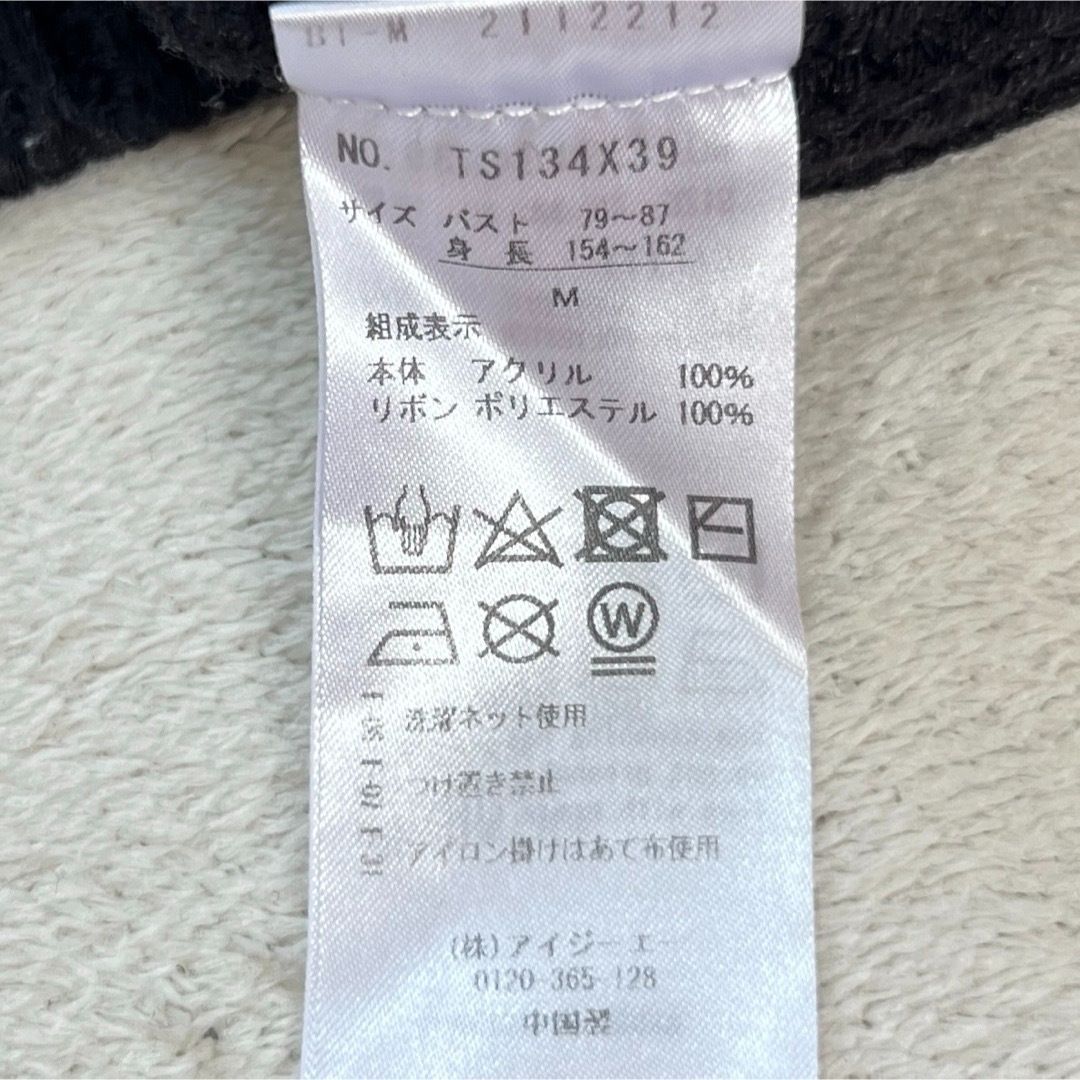 BT-M 2112212
NO. TS134X39
サイズ バスト 79～87
身長 154～162
M
組成表示
本体 アクリル 100%
リボン ポリエステル 100%
W
洗濯ネット使用
つけ置き禁止
アイロン掛けはあて布使用
(株)アイジーエー
0120-365-128
中国製